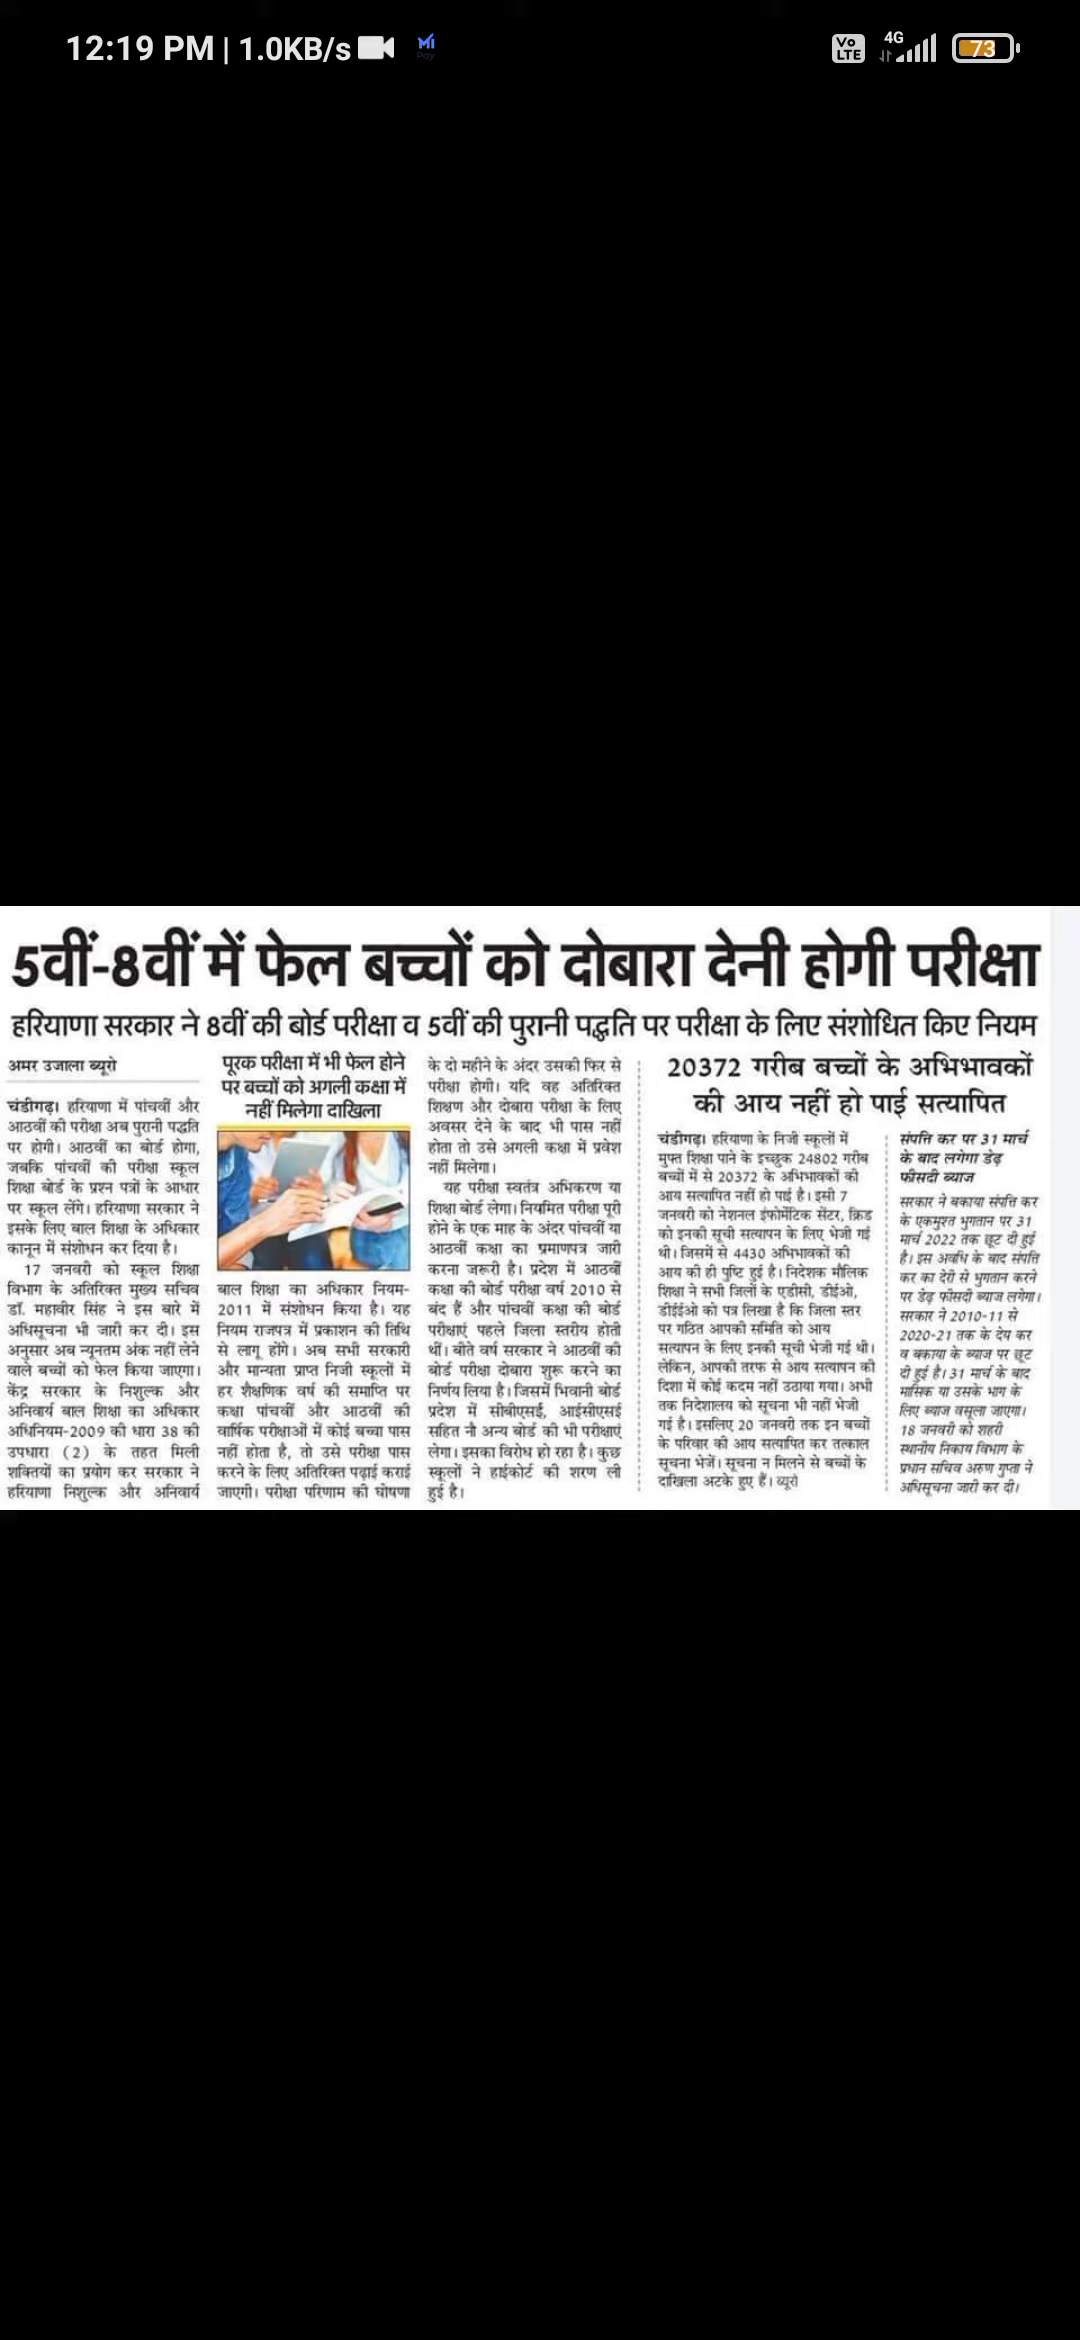 12:19 PM | 1.0KB/s
Mi
Pay
Vo
LTE
4G
73
5वीं-8वीं में फेल बच्चों को दोबारा देनी होगी परीक्षा
हरियाणा सरकार ने 8वीं की बोर्ड परीक्षा व 5वीं की पुरानी पद्धति पर परीक्षा के लिए संशोधित किए नियम
अमर उजाला ब्यूरो
चंडीगढ़। हरियाणा में पांचवीं और
आठवीं की परीक्षा अब पुरानी पद्धति
पर होगी। आठवीं का बोर्ड होगा,
जबकि पांचवीं की परीक्षा स्कूल
शिक्षा बोर्ड के प्रश्न पत्रों के आधार
पर स्कूल लेंगे। हरियाणा सरकार ने
इसके लिए बाल शिक्षा के अधिकार
कानून में संशोधन कर दिया है।
17 जनवरी को स्कूल शिक्षा
विभाग के अतिरिक्त मुख्य सचिव
डॉ. महावीर सिंह ने इस बारे में
अधिसूचना भी जारी कर दी। इस
अनुसार अब न्यूनतम अंक नहीं लेने
वाले बच्चों को फेल किया जाएगा।
केंद्र सरकार के निशुल्क और
अनिवार्य बाल शिक्षा का अधिकार
अधिनियम-2009 की धारा 38 की
उपधारा (2) के तहत मिली
शक्तियों का प्रयोग कर सरकार ने
हरियाणा निशुल्क और अनिवार्य
पूरक परीक्षा में भी फेल होने
पर बच्चों को अगली कक्षा में
नहीं मिलेगा दाखिला
बाल शिक्षा का अधिकार नियम-
2011 में संशोधन किया है। यह
नियम राजपत्र में प्रकाशन की तिथि
से लागू होंगे। अब सभी सरकारी
और मान्यता प्राप्त निजी स्कूलों में
हर शैक्षणिक वर्ष की समाप्ति पर
कक्षा पांचवीं और आठवीं की
वार्षिक परीक्षाओं में कोई बच्चा पास
नहीं होता है, तो उसे परीक्षा पास
करने के लिए अतिरिक्त पढ़ाई कराई
जाएगी। परीक्षा परिणाम की घोषणा
के दो महीने के अंदर उसकी फिर से
परीक्षा होगी। यदि वह अतिरिक्त
शिक्षण और दोबारा परीक्षा के लिए
अवसर देने के बाद भी पास नहीं
होता तो उसे अगली कक्षा में प्रवेश
नहीं मिलेगा।
यह परीक्षा स्वतंत्र अभिकरण या
शिक्षा बोर्ड लेगा। नियमित परीक्षा पूरी
होने के एक माह के अंदर पांचवीं या
आठवीं कक्षा का प्रमाणपत्र जारी
करना जरूरी है। प्रदेश में आठवीं
कक्षा की बोर्ड परीक्षा वर्ष 2010 से
बंद हैं और पांचवीं कक्षा की बोर्ड
परीक्षाएं पहले जिला स्तरीय होती
थीं। बीते वर्ष सरकार ने आठवीं की
बोर्ड परीक्षा दोबारा शुरू करने का
निर्णय लिया है। जिसमें भिवानी बोर्ड
प्रदेश में सीबीएसई, आईसीएसई
सहित नौ अन्य बोर्ड की भी परीक्षाएं
लेगा। इसका विरोध हो रहा है। कुछ
स्कूलों ने हाईकोर्ट की शरण ली
हुई है।
20372 गरीब बच्चों के अभिभावकों
की आय नहीं हो पाई सत्यापित
चंडीगढ़। हरियाणा के निजी स्कूलों में
मुफ्त शिक्षा पाने के इच्छुक 24802 गरीब
बच्चों में से 20372 के अभिभावकों की
आय सत्यापित नहीं हो पाई है। इसी 7
जनवरी को नेशनल इंफोर्मेटिक सेंटर, क्रिड
को इनकी सूची सत्यापन के लिए भेजी गई
थी। जिसमें से 4430 अभिभावकों की
आय की ही पुष्टि हुई है। निदेशक मौलिक
शिक्षा ने सभी जिलों के एडीसी, डीईओ,
डीईईओ को पत्र लिखा है कि जिला स्तर
पर गठित आपकी समिति को आय
सत्यापन के लिए इनकी सूची भेजी गई थी।
लेकिन, आपकी तरफ से आय सत्यापन की
दिशा में कोई कदम नहीं उठाया गया। अभी
तक निदेशालय को सूचना भी नहीं भेजी
गई है। इसलिए 20 जनवरी तक इन बच्चों
के परिवार की आय सत्यापित कर तत्काल
सूचना भेजें। सूचना न मिलने से बच्चों के
दाखिला अटके हुए हैं। ब्यूरो
संपत्ति कर पर 31 मार्च
के बाद लगेगा डेढ़
फीसदी ब्याज
सरकार ने बकाया संपत्ति कर
के एकमुश्त भुगतान पर 31
मार्च 2022 तक छूट दी हुई
है। इस अवधि के बाद संपत्ति
कर का देरी से भुगतान करने
पर डेढ़ फीसदी ब्याज लगेगा।
सरकार ने 2010-11 से
2020-21 तक के देय कर
व बकाया के ब्याज पर छूट
दी हुई है। 31 मार्च के बाद
मासिक या उसके भाग के
लिए ब्याज वसूला जाएगा।
18 जनवरी को शहरी
स्थानीय निकाय विभाग के
प्रधान सचिव अरुण गुप्ता ने
अधिसूचना जारी कर दी।